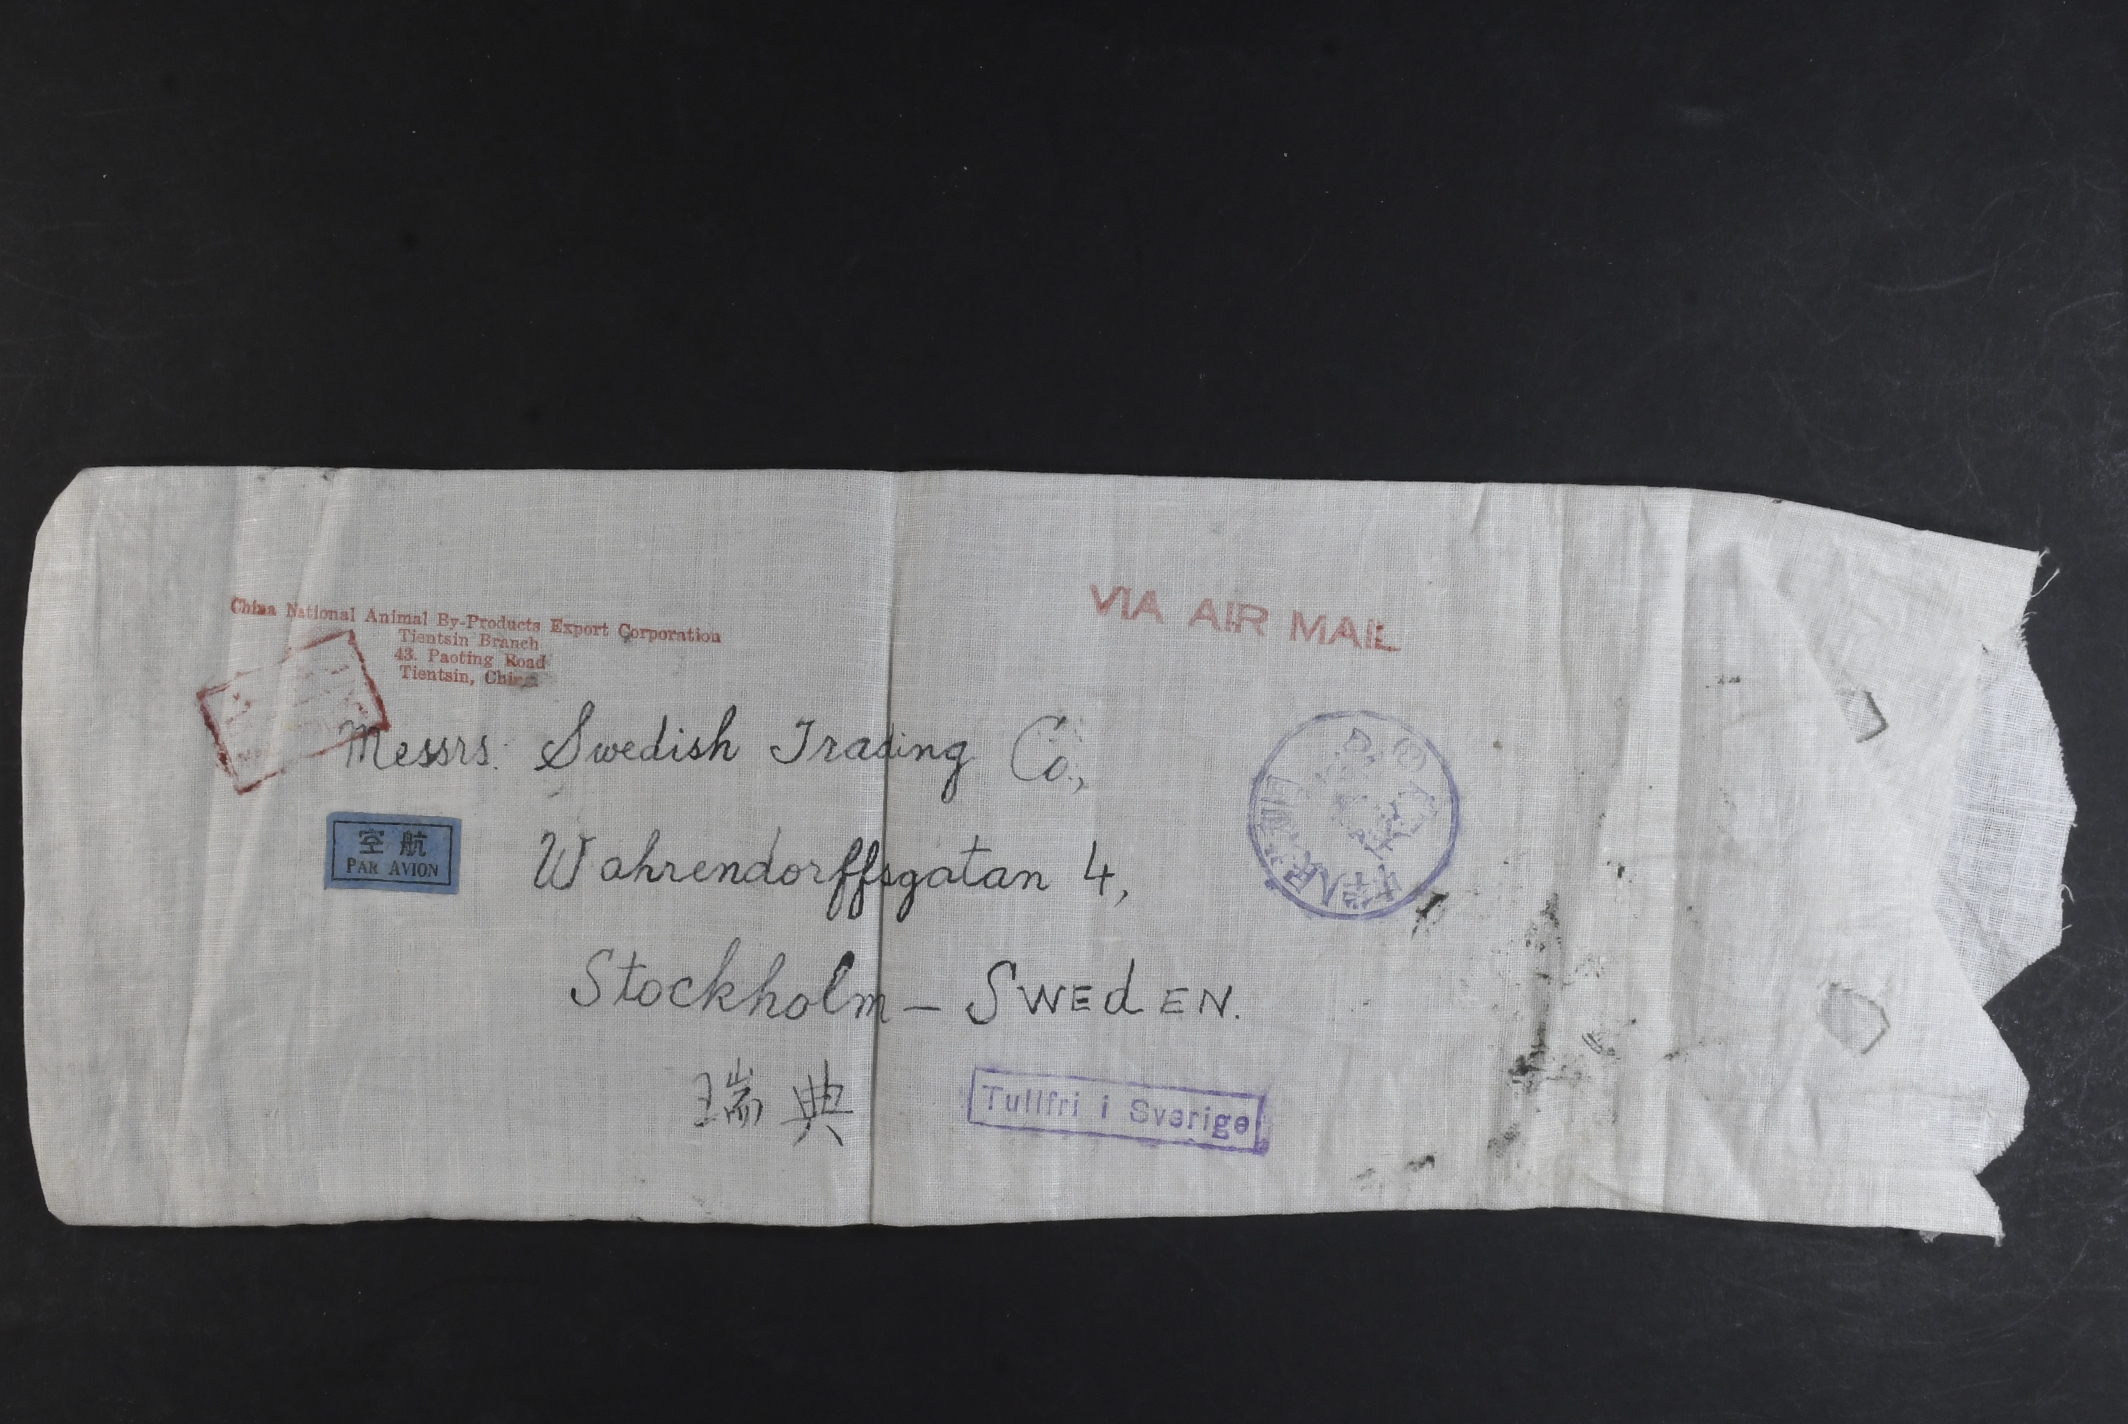 China National Animal By-Products Export Corporation
Tientsin Branch
43. Paoting Road
Tientsin, China
VIA AIR MAIL
Messrs. Swedish Trading Co.,
空航
PAR AVION
Wahrendorffsgatan 4,
Stockholm – SWEdEN.
瑞典
Tullfri i Sverige